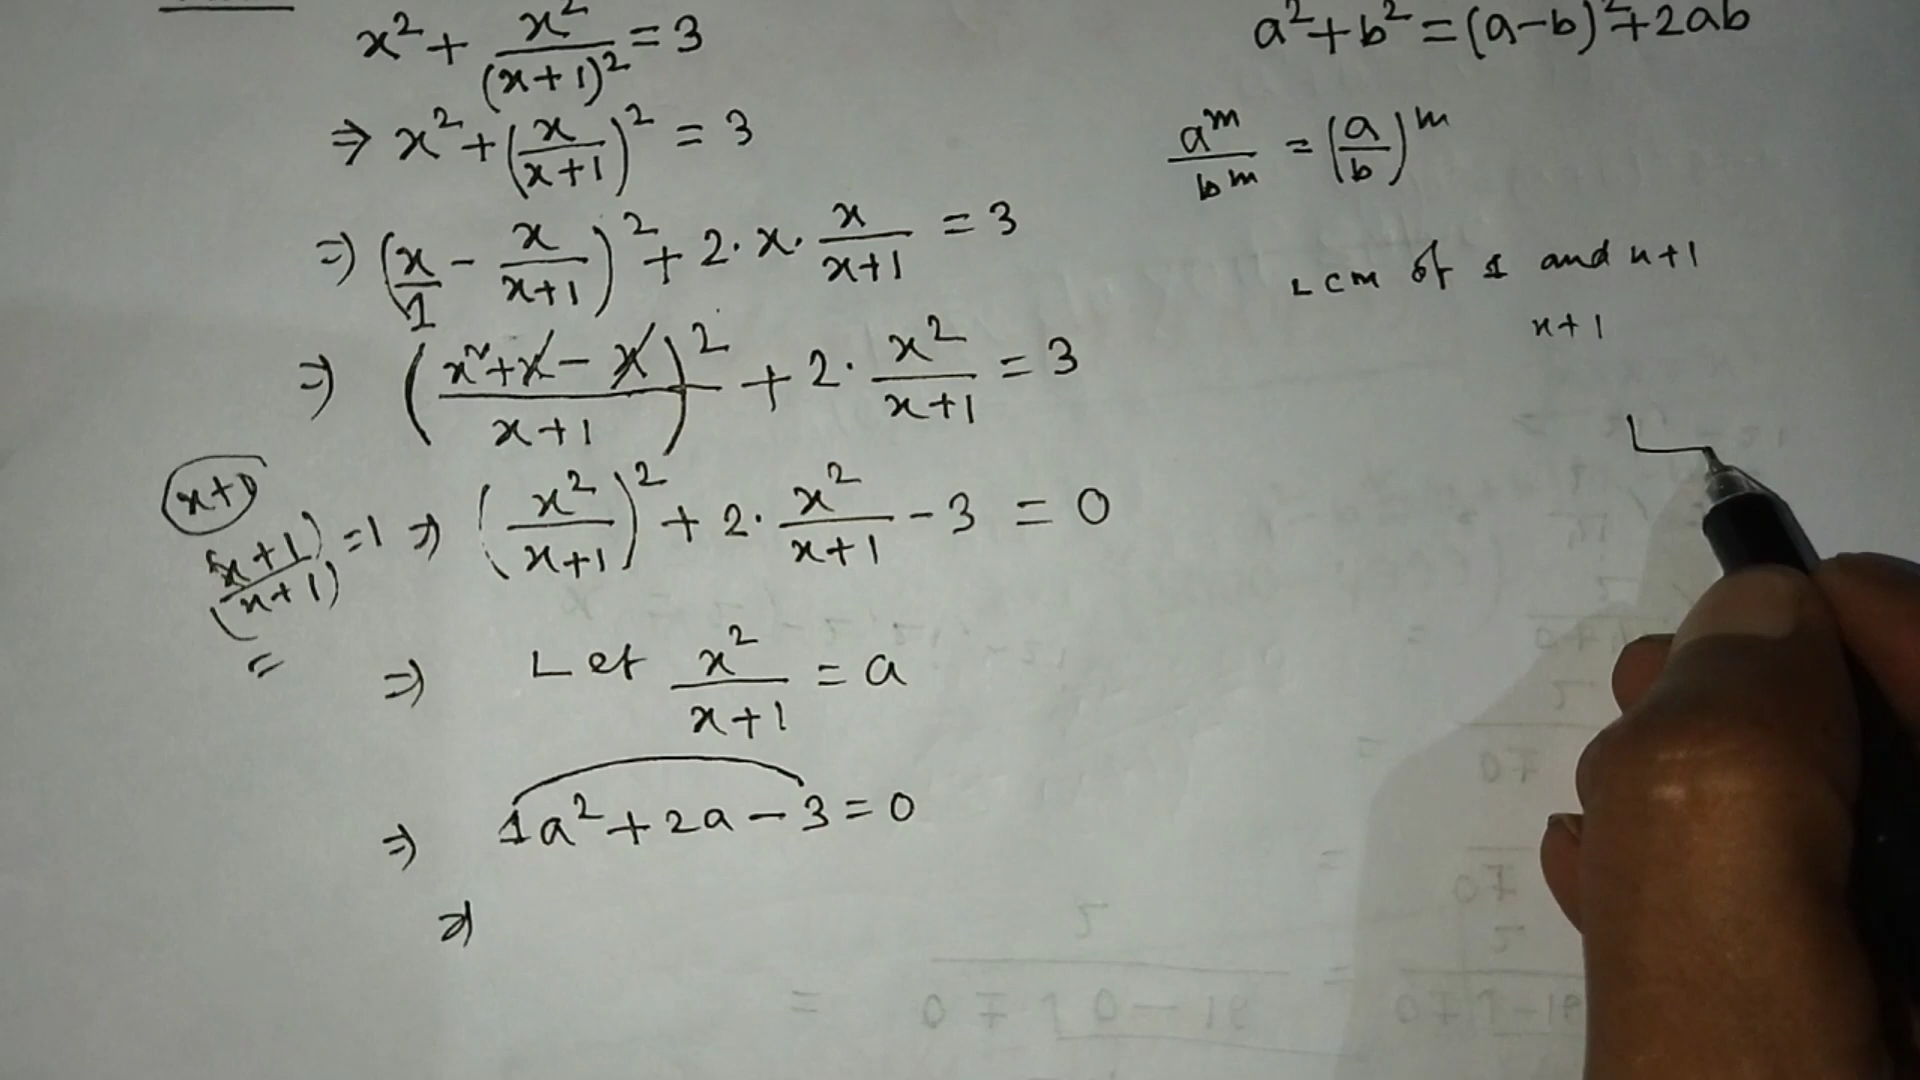 x² + x²/(x+1)² = 3
⇒ x² + (x/(x+1))² = 3
⇒ (x/1 - x/(x+1))² + 2·x·x/(x+1) = 3
⇒ ((x²+x-x)/(x+1))² + 2·x²/(x+1) = 3
(x+1)
(x+1)/(x+1) = 1 ⇒ (x²/(x+1))² + 2·x²/(x+1) - 3 = 0
=
⇒ Let x²/(x+1) = a
⇒ 1a² + 2a - 3 = 0
⇒
a² + b² = (a-b)² + 2ab
aᵐ/bᵐ = (a/b)ᵐ
LCM of 1 and x+1
x+1